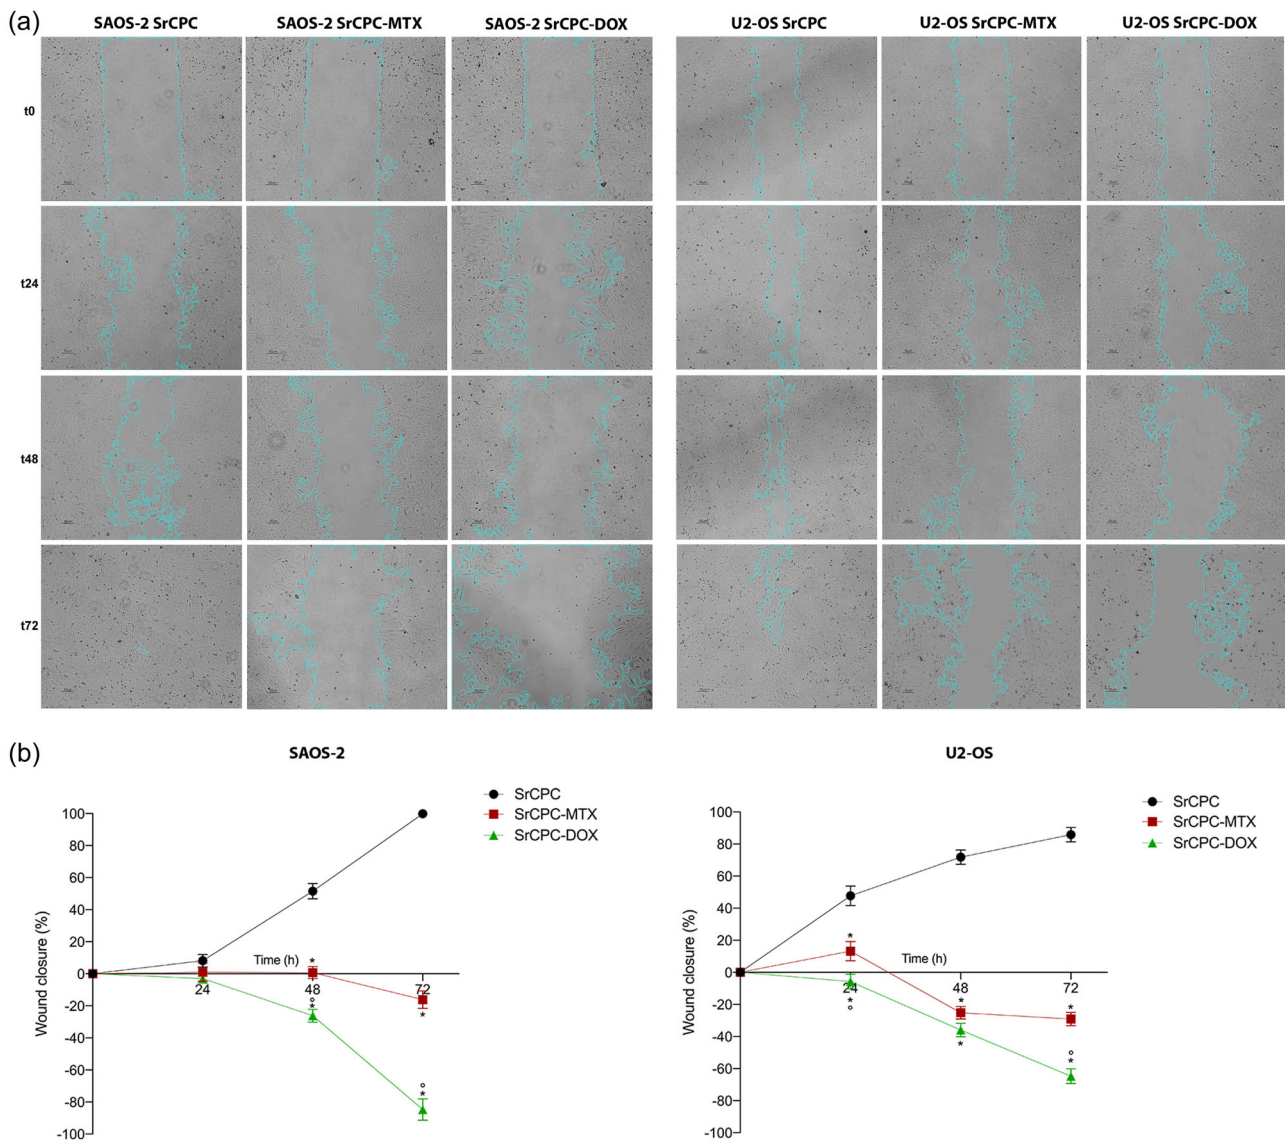 (a)
SAOS-2 SrCPC
SAOS-2 SrCPC-MTX
SAOS-2 SrCPC-DOX
U2-OS SrCPC
U2-OS SrCPC-MTX
U2-OS SrCPC-DOX
t0
t24
t48
t72
(b)
SAOS-2
SrCPC
SrCPC-MTX
SrCPC-DOX
Wound closure (%)
100
80
60
40
20
0
-20
-40
-60
-80
-100
Time (h)
24
48
72
*
°
*
*
°
*
U2-OS
SrCPC
SrCPC-MTX
SrCPC-DOX
Wound closure (%)
100
80
60
40
20
0
-20
-40
-60
-80
-100
Time (h)
24
48
72
*
*
°
*
*
*
°
*